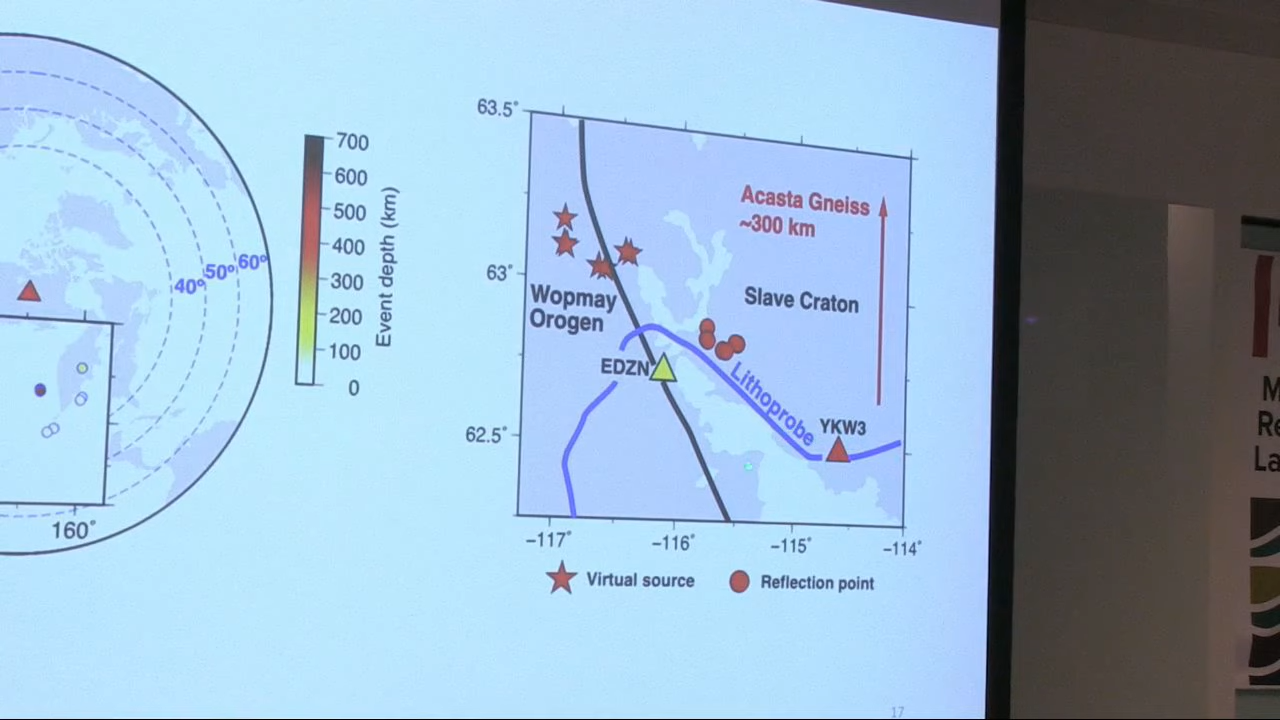 40°
50°
60°
160°
700
600
500
400
300
200
100
0
Event depth (km)
63.5°
63°
62.5°
Acasta Gneiss
~300 km
Wopmay
Orogen
Slave Craton
EDZN
Lithoprobe
YKW3
−117°
−116°
−115°
−114°
Virtual source
Reflection point
17